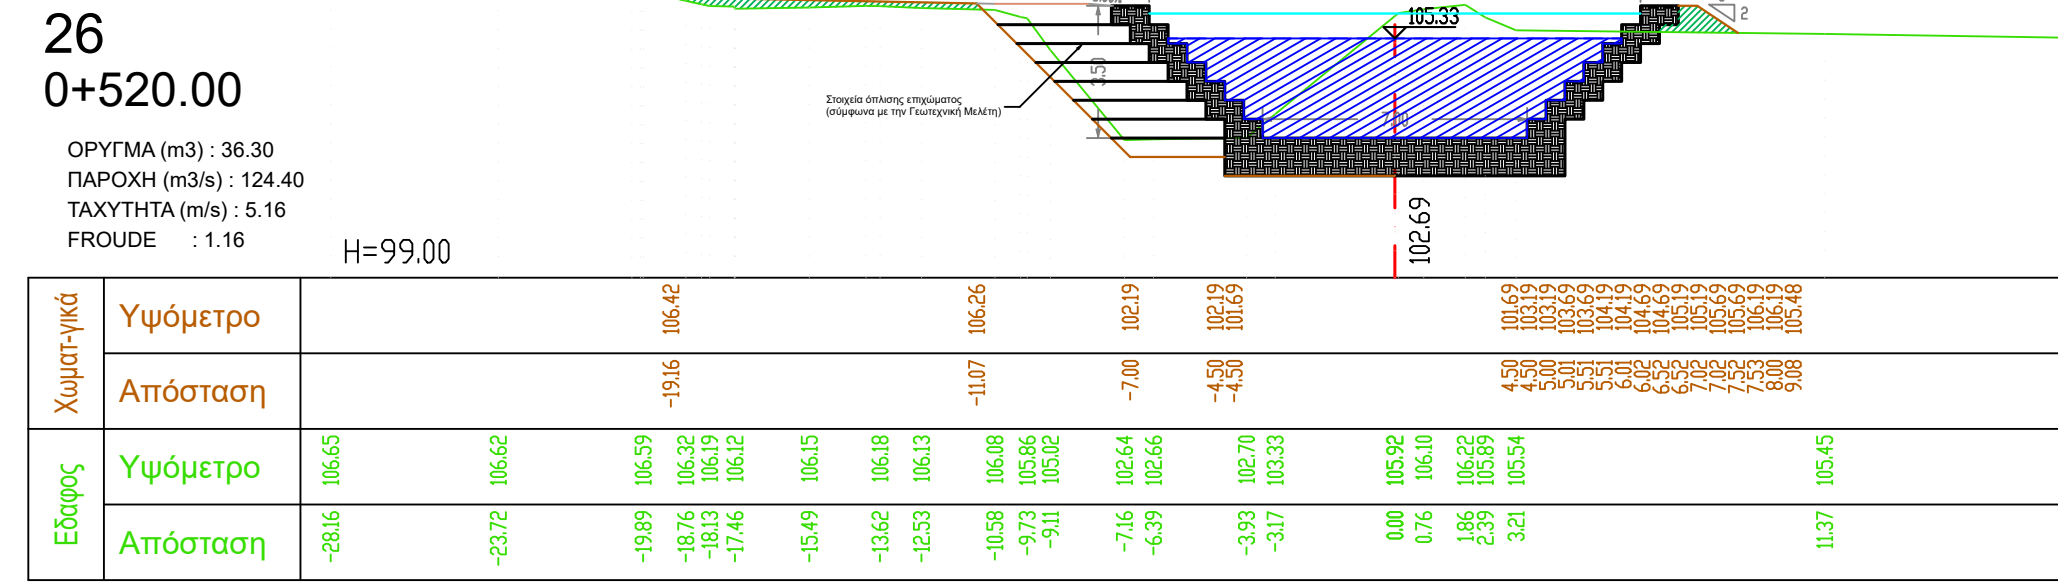 26
0+520.00
ΟΡΥΓΜΑ (m3) : 36.30
ΠΑΡΟΧΗ (m3/s) : 124.40
ΤΑΧΥΤΗΤΑ (m/s) : 5.16
FROUDE : 1.16
H=99.00
105.33
2
3.50
Στοιχεία όπλισης επιχώματος
(σύμφωνα με την Γεωτεχνική Μελέτη)
7.00
102.69
Χωματ-γικά
Υψόμετρο
106.42 106.26 102.19 102.19 101.69 101.69 103.19 103.19 103.69 103.69 104.19 104.19 104.69 104.69 105.19 105.19 105.69 105.69 106.19 106.19 105.48
Απόσταση
-19.16 -11.07 -7.00 -4.50 -4.50 4.50 4.50 5.00 5.01 5.51 5.51 6.01 6.02 6.52 6.52 7.02 7.02 7.52 7.53 8.00 9.08
Εδαφος
Υψόμετρο
106.65 106.62 106.59 106.32 106.19 106.12 106.15 106.18 106.13 106.08 105.86 105.02 102.64 102.66 102.70 103.33 105.92 106.10 106.22 105.89 105.54 105.45
Απόσταση
-28.16 -23.72 -19.89 -18.76 -18.13 -17.46 -15.49 -13.62 -12.53 -10.58 -9.73 -9.11 -7.16 -6.39 -3.93 -3.17 0.00 0.76 1.86 2.39 3.21 11.37